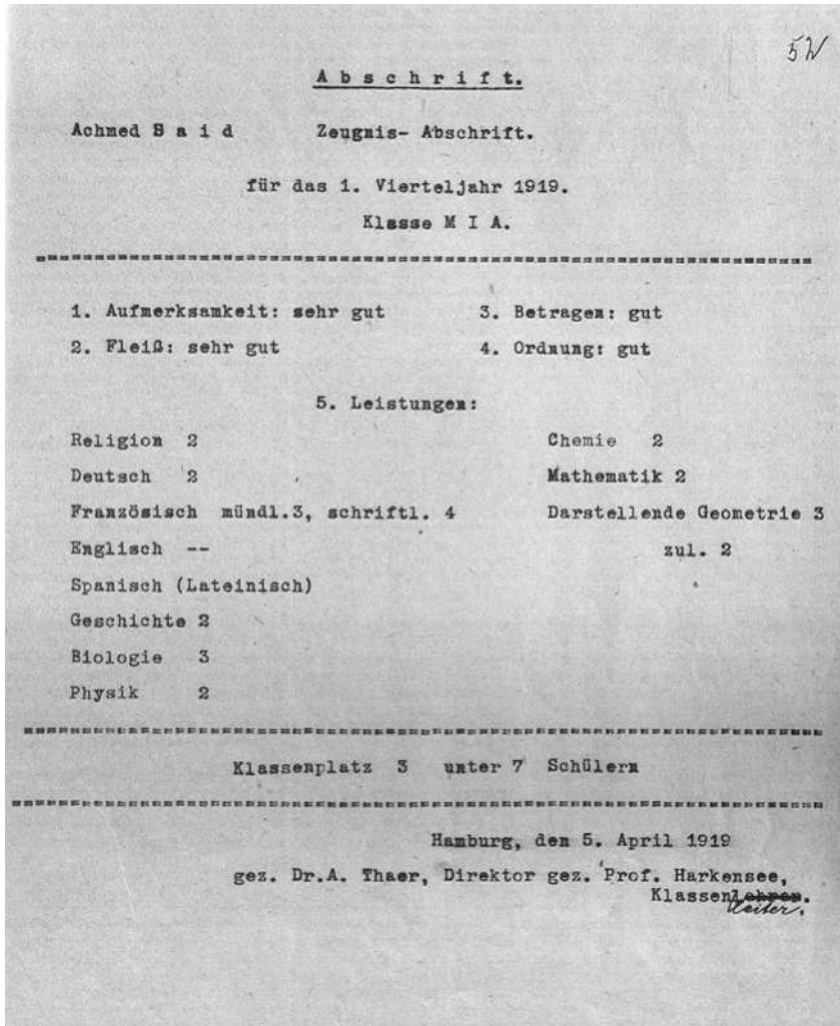 52
A b s c h r i f t.
Achmed S a i d Zeugnis- Abschrift.
für das 1. Vierteljahr 1919.
Klasse M I A.
1. Aufmerksamkeit: sehr gut 3. Betragen: gut
2. Fleiß: sehr gut 4. Ordnung: gut
5. Leistungen:
Religion 2 Chemie 2
Deutsch 2 Mathematik 2
Französisch mündl.3, schriftl. 4 Darstellende Geometrie 3
Englisch -- zul. 2
Spanisch (Lateinisch)
Geschichte 2
Biologie 3
Physik 2
Klassenplatz 3 unter 7 Schülern
Hamburg, den 5. April 1919
gez. Dr.A. Thaer, Direktor gez. Prof. Harkensee,
Klassenlehrer.
leiter.